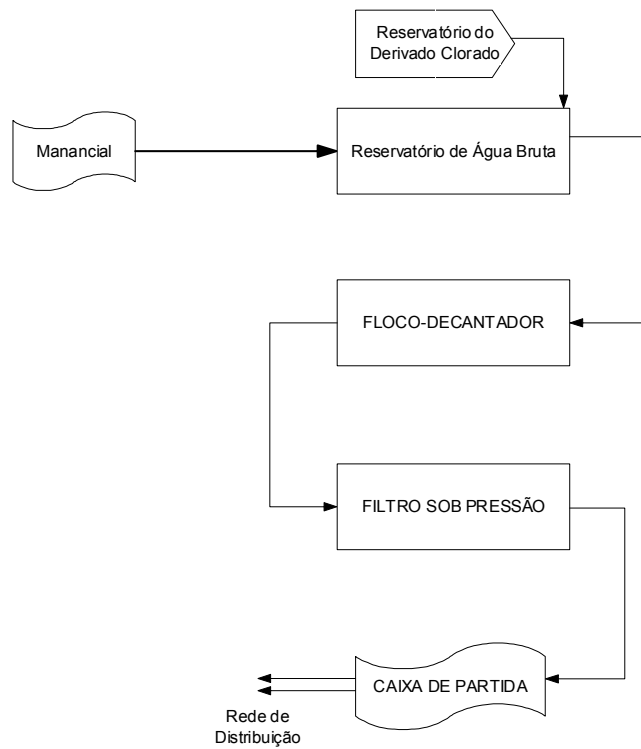 Reservatório do
Derivado Clorado
Manancial
Reservatório de Água Bruta
FLOCO-DECANTADOR
FILTRO SOB PRESSÃO
CAIXA DE PARTIDA
Rede de
Distribuição